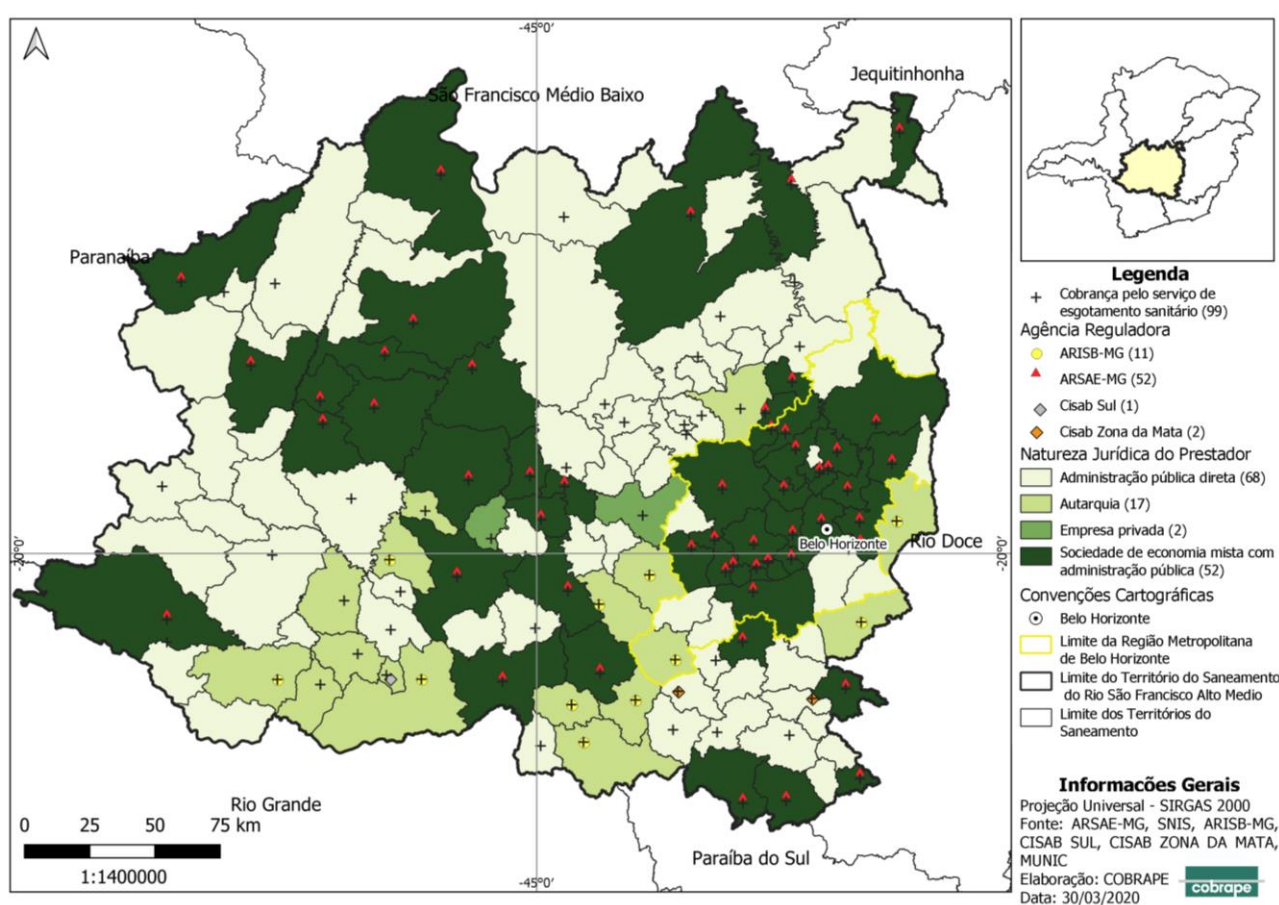 -45°0'
Jequitinhonha
São Francisco Médio Baixo
Paranaíba
-20°0'
Belo Horizonte
Rio Doce
-20°0'
Rio Grande
0 25 50 75 km
1:1400000
Paraíba do Sul
-45°0'
Legenda
Cobrança pelo serviço de
esgotamento sanitário (99)
Agência Reguladora
ARISB-MG (11)
ARSAE-MG (52)
Cisab Sul (1)
Cisab Zona da Mata (2)
Natureza Jurídica do Prestador
Administração pública direta (68)
Autarquia (17)
Empresa privada (2)
Sociedade de economia mista com
administração pública (52)
Convenções Cartográficas
Belo Horizonte
Limite da Região Metropolitana
de Belo Horizonte
Limite do Território do Saneamento
do Rio São Francisco Alto Medio
Limite dos Territórios do
Saneamento
Informacões Gerais
Projeção Universal - SIRGAS 2000
Fonte: ARSAE-MG, SNIS, ARISB-MG,
CISAB SUL, CISAB ZONA DA MATA,
MUNIC
Elaboração: COBRAPE
Data: 30/03/2020
cobrape